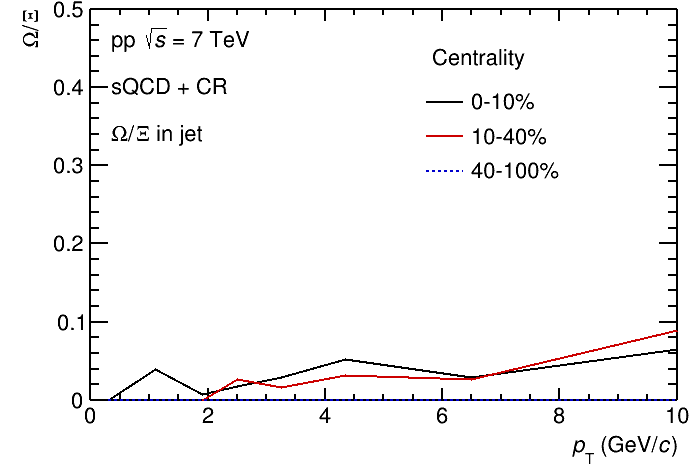 Ω/Ξ
0.5
0.4
0.3
0.2
0.1
0
pp √s = 7 TeV
sQCD + CR
Ω/Ξ in jet
Centrality
0-10%
10-40%
40-100%
0 2 4 6 8 10
p_T (GeV/c)